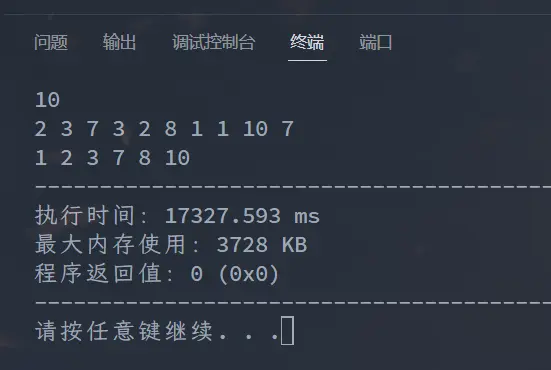 问题 输出 调试控制台 终端 端口
10
2 3 7 3 2 8 1 1 10 7
1 2 3 7 8 10
----------------------------------------
执行时间: 17327.593 ms
最大内存使用: 3728 KB
程序返回值: 0 (0x0)
----------------------------------------
请按任意键继续. . .